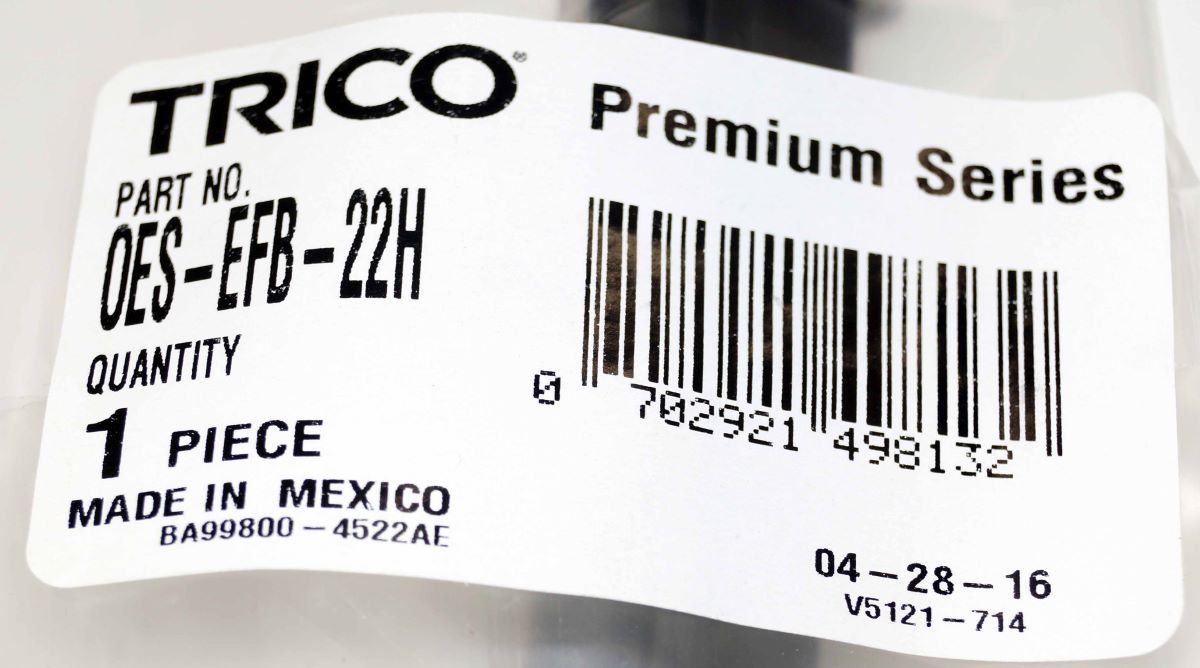 TRICO®
PART NO.
OES-EFB-22H
QUANTITY
1 PIECE
MADE IN MEXICO
BA99800-4522AE
Premium Series
0 702921 498132
04-28-16
V5121-714